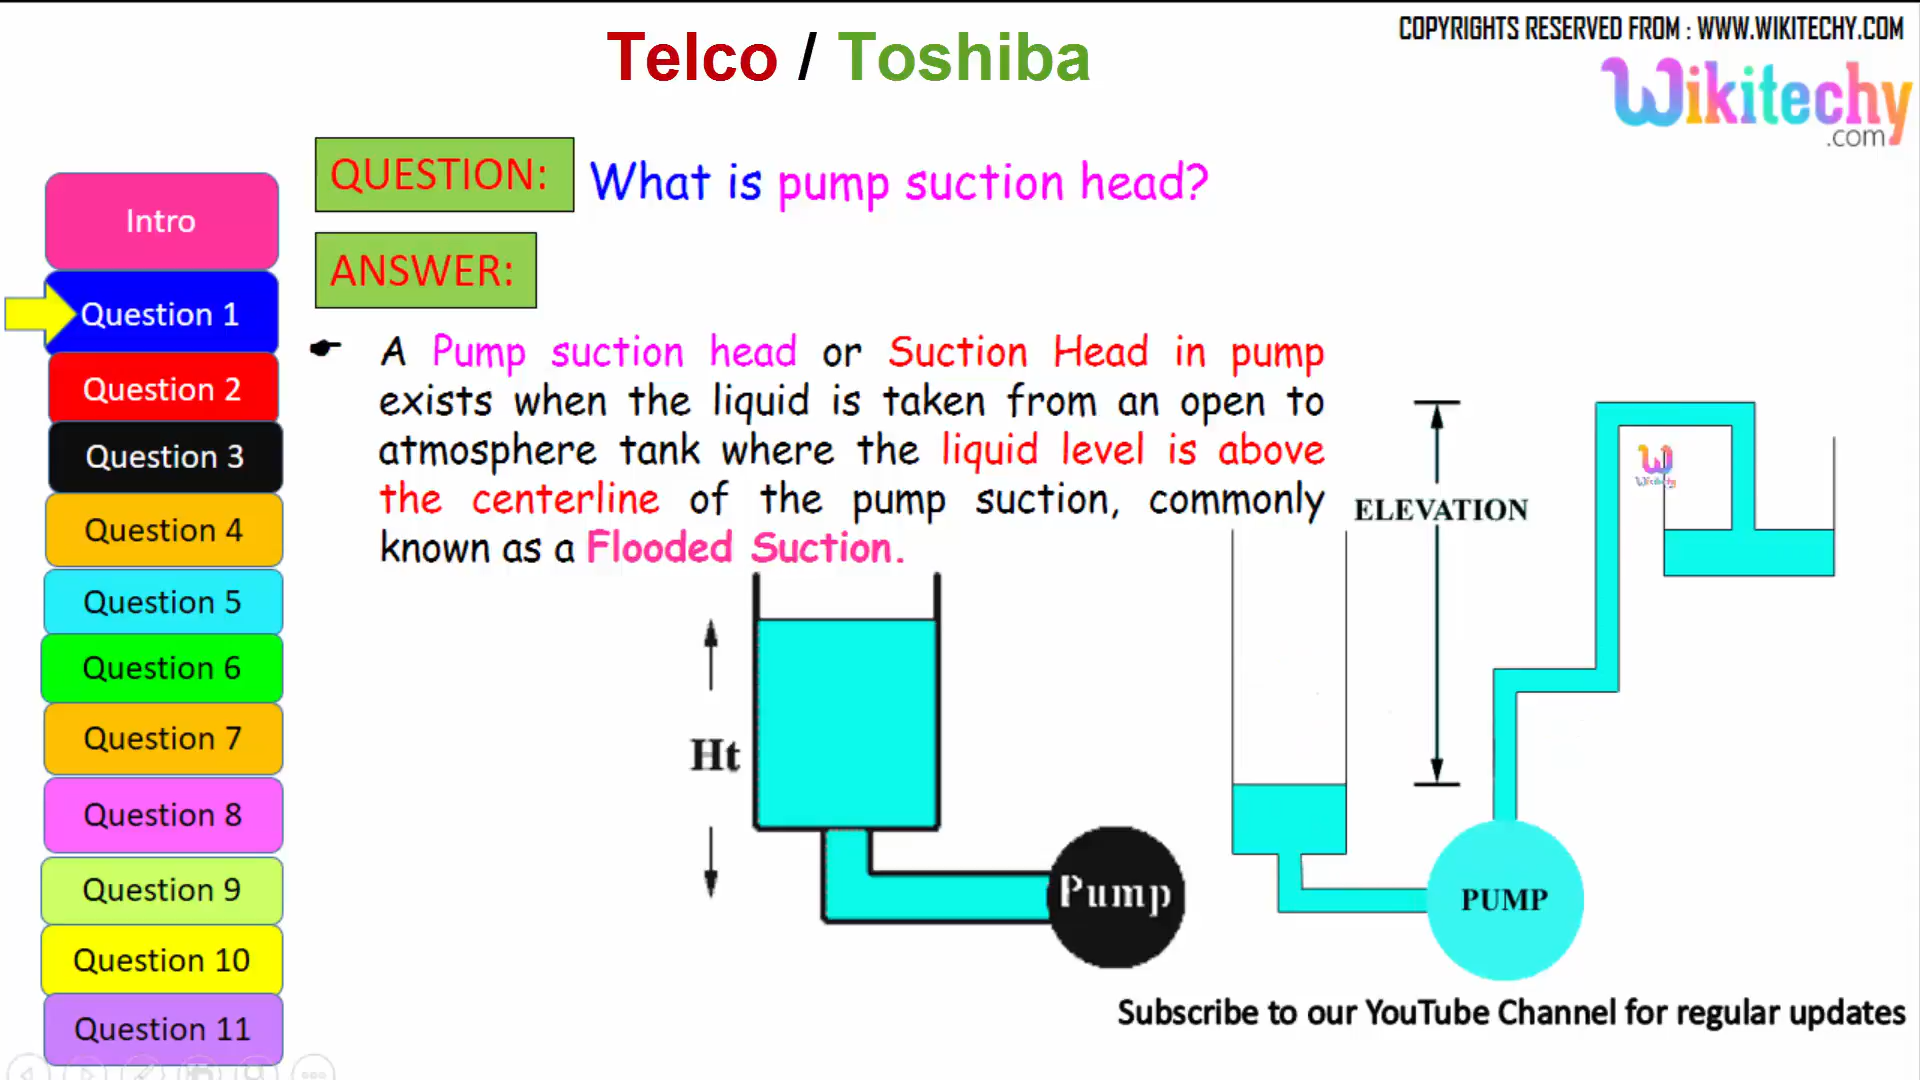 COPYRIGHTS RESERVED FROM : WWW.WIKITECHY.COM
Telco / Toshiba
Wikitechy
.com
QUESTION: What is pump suction head?
ANSWER:
Intro
Question 1
Question 2
Question 3
Question 4
Question 5
Question 6
Question 7
Question 8
Question 9
Question 10
Question 11
A Pump suction head or Suction Head in pump
exists when the liquid is taken from an open to
atmosphere tank where the liquid level is above
the centerline of the pump suction, commonly
known as a Flooded Suction.
Ht
Pump
ELEVATION
Wikitechy
PUMP
Subscribe to our YouTube Channel for regular updates